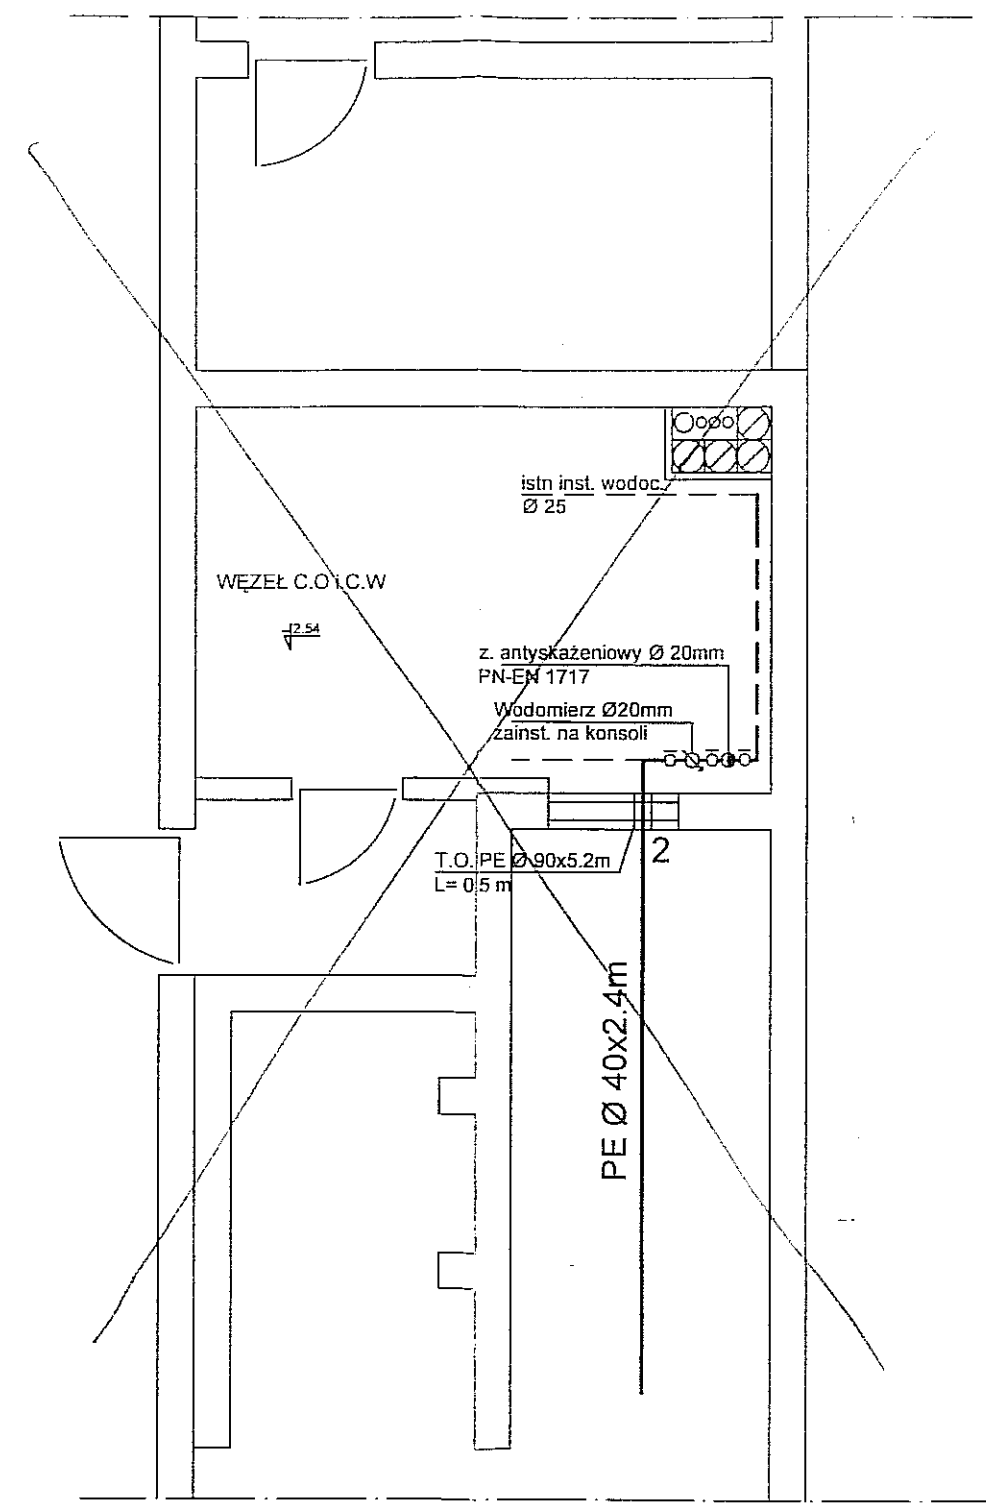 istn inst. wodoc.
Ø 25
WĘZEŁ C.O i C.W
2.54
z. antyskażeniowy Ø 20mm
PN-EN 1717
Wodomierz Ø20mm
zainst. na konsoli
2
T.O. PE Ø 90x5.2m
L= 0.5 m
PE Ø 40x2.4m